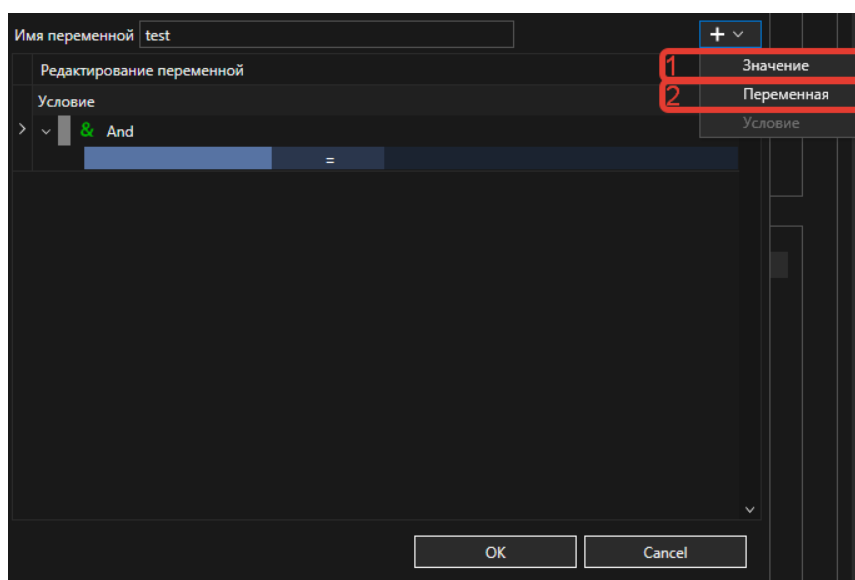 Имя переменной test
+
1 Значение
Редактирование переменной
2 Переменная
Условие
Условие
& And
=
OK Cancel